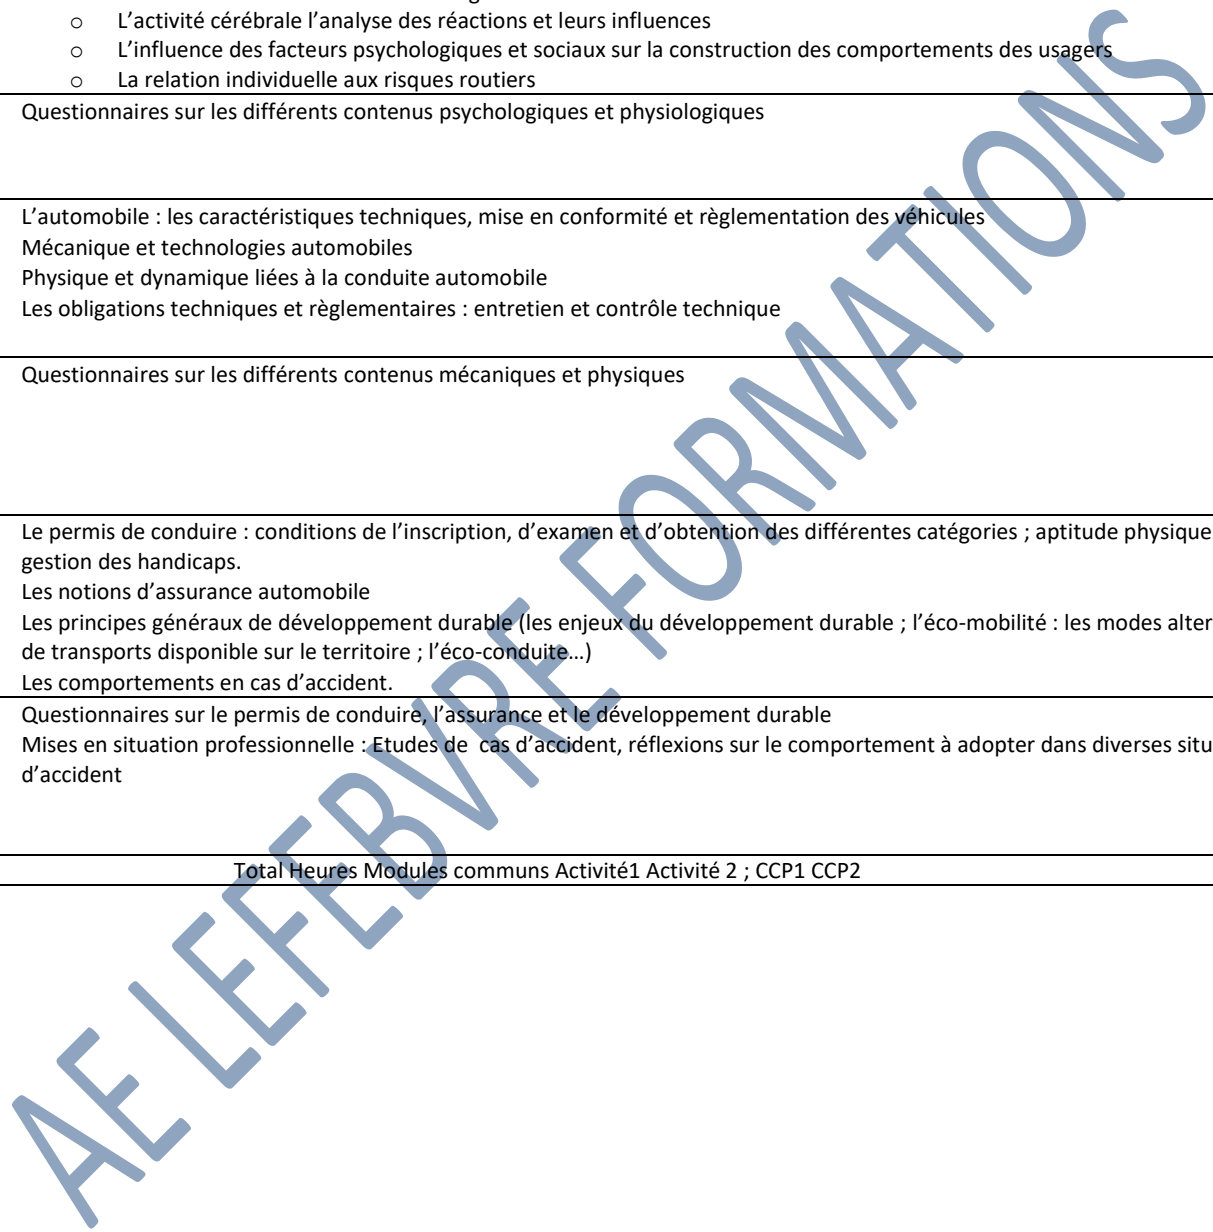 o L’activité cérébrale l’analyse des réactions et leurs influences
o L’influence des facteurs psychologiques et sociaux sur la construction des comportements des usagers
o La relation individuelle aux risques routiers
Questionnaires sur les différents contenus psychologiques et physiologiques
L’automobile : les caractéristiques techniques, mise en conformité et règlementation des véhicules
Mécanique et technologies automobiles
Physique et dynamique liées à la conduite automobile
Les obligations techniques et règlementaires : entretien et contrôle technique
Questionnaires sur les différents contenus mécaniques et physiques
Le permis de conduire : conditions de l’inscription, d’examen et d’obtention des différentes catégories ; aptitude physique
gestion des handicaps.
Les notions d’assurance automobile
Les principes généraux de développement durable (les enjeux du développement durable ; l’éco-mobilité : les modes alter
de transports disponible sur le territoire ; l’éco-conduite…)
Les comportements en cas d’accident.
Questionnaires sur le permis de conduire, l’assurance et le développement durable
Mises en situation professionnelle : Etudes de cas d’accident, réflexions sur le comportement à adopter dans diverses situ
d’accident
Total Heures Modules communs Activité1 Activité 2 ; CCP1 CCP2
AE LEFEBVRE FORMATIONS